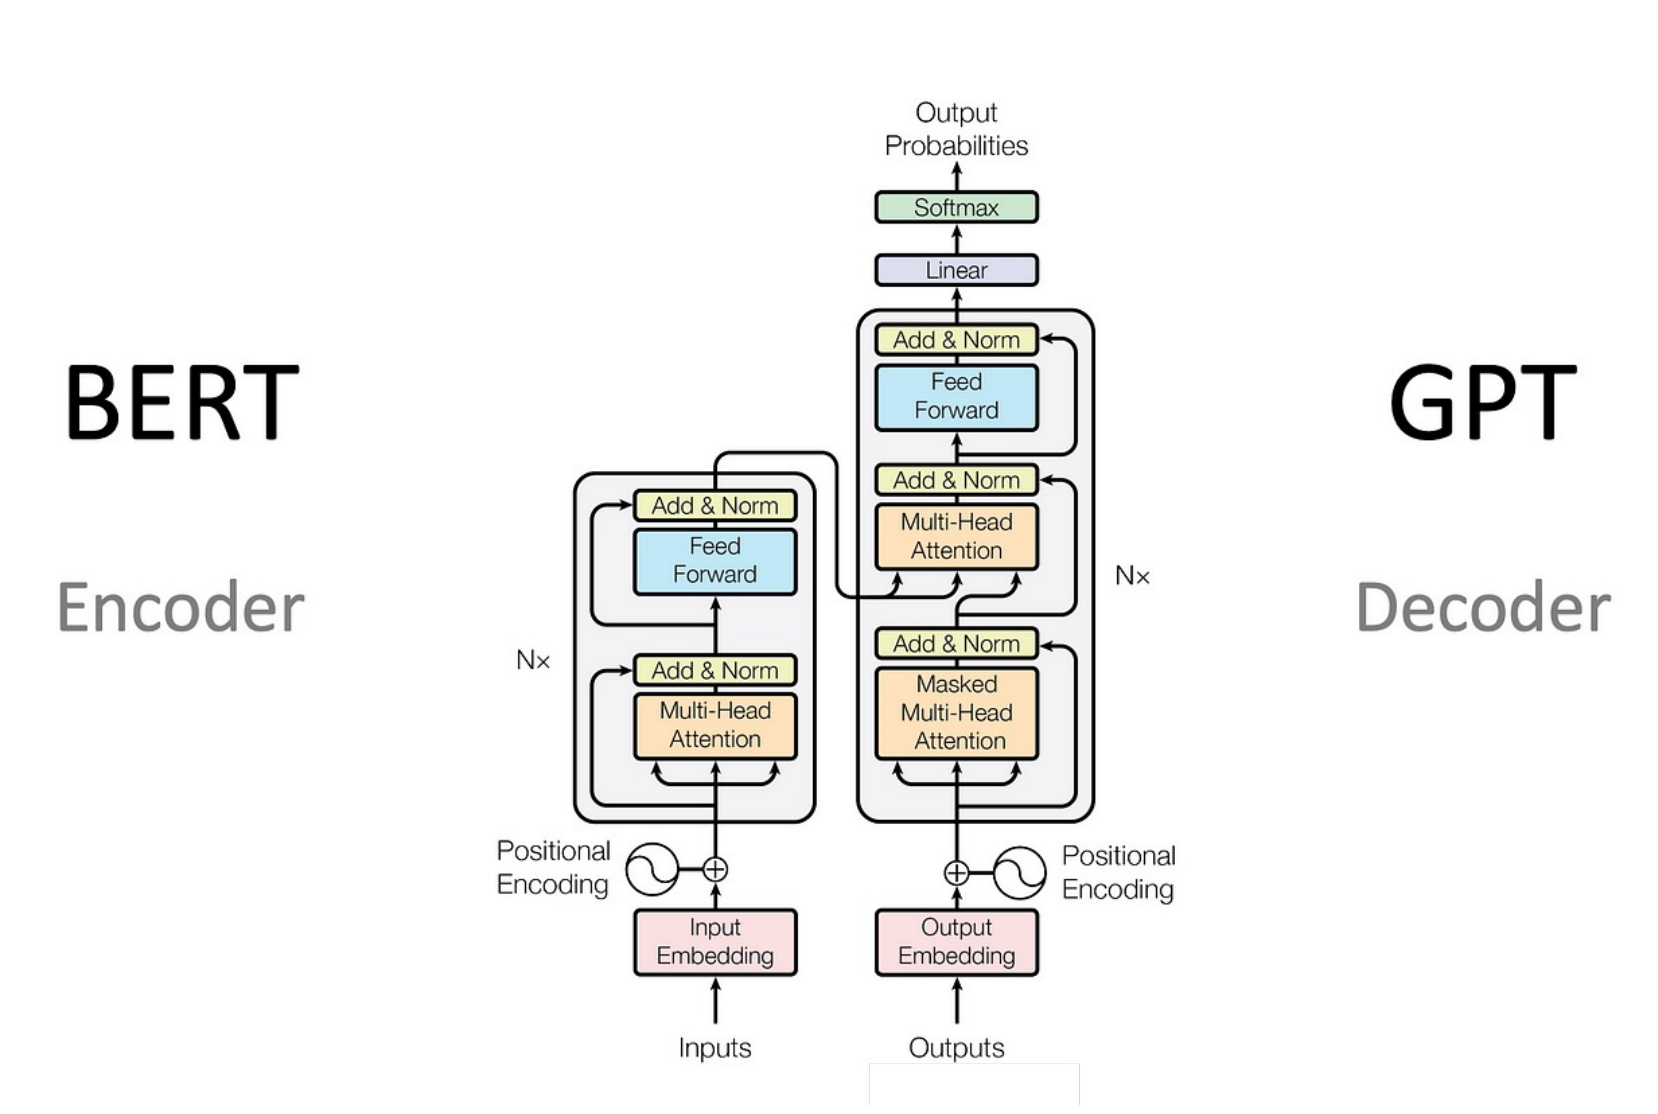 BERT
Encoder
Output
Probabilities
Softmax
Linear
Add & Norm
Feed
Forward
Add & Norm
Multi-Head
Attention
Add & Norm
Masked
Multi-Head
Attention
N×
Positional
Encoding
Output
Embedding
Outputs
Add & Norm
Feed
Forward
Add & Norm
Multi-Head
Attention
N×
Positional
Encoding
Input
Embedding
Inputs
GPT
Decoder